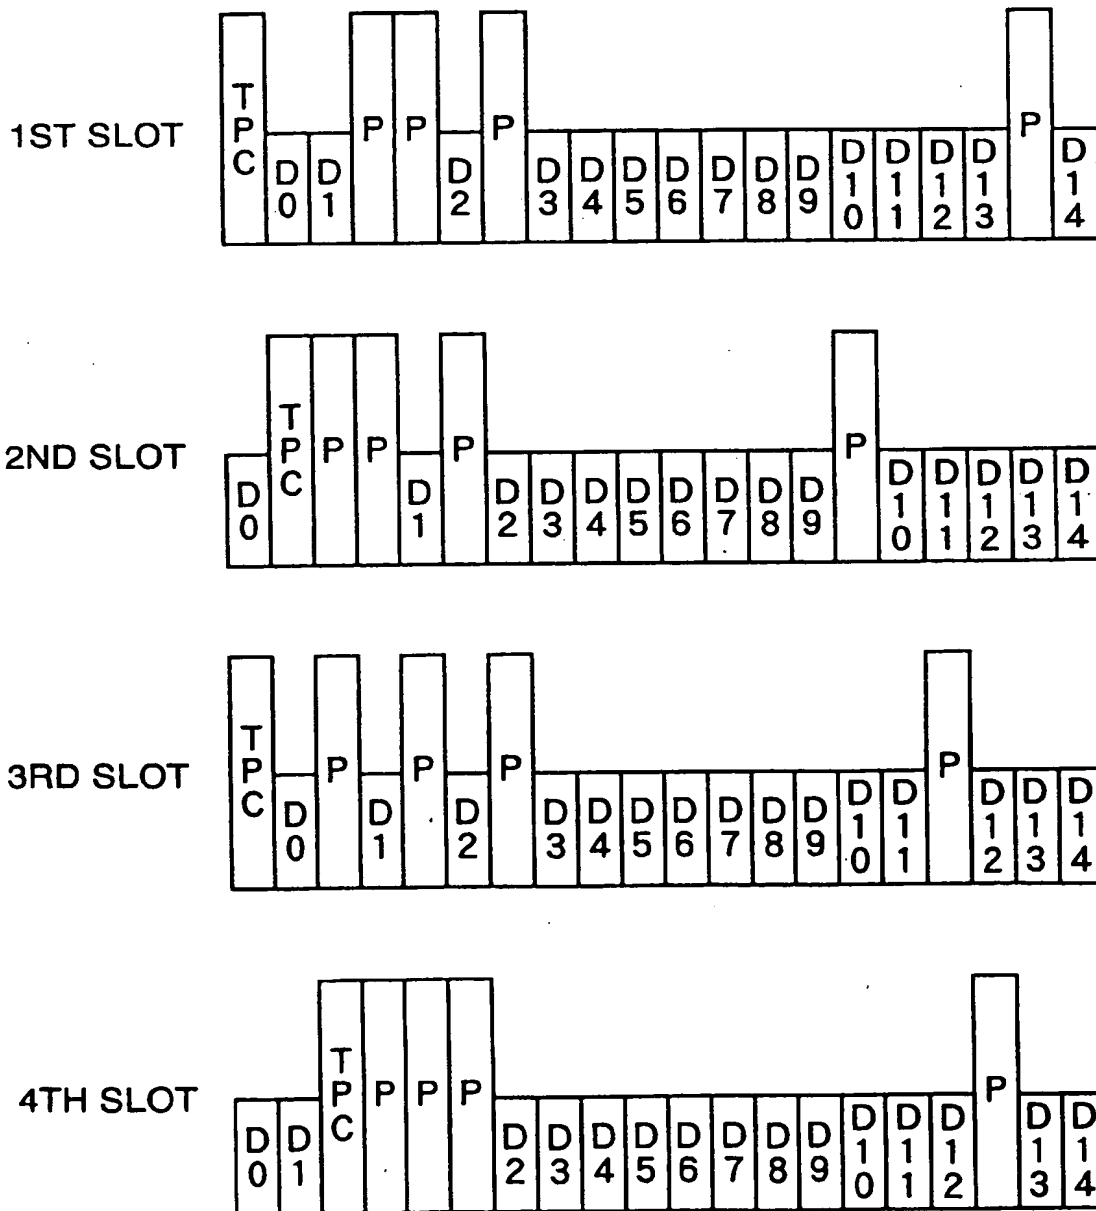 1ST SLOT TPC D0 D1 P P D2 P D3 D4 D5 D6 D7 D8 D9 D10 D11 D12 D13 P D14
2ND SLOT D0 TPC P P D1 P D2 D3 D4 D5 D6 D7 D8 D9 P D10 D11 D12 D13 D14
3RD SLOT TPC D0 P D1 P D2 P D3 D4 D5 D6 D7 D8 D9 D10 D11 P D12 D13 D14
4TH SLOT D0 D1 TPC P P P D2 D3 D4 D5 D6 D7 D8 D9 D10 D11 D12 P D13 D14